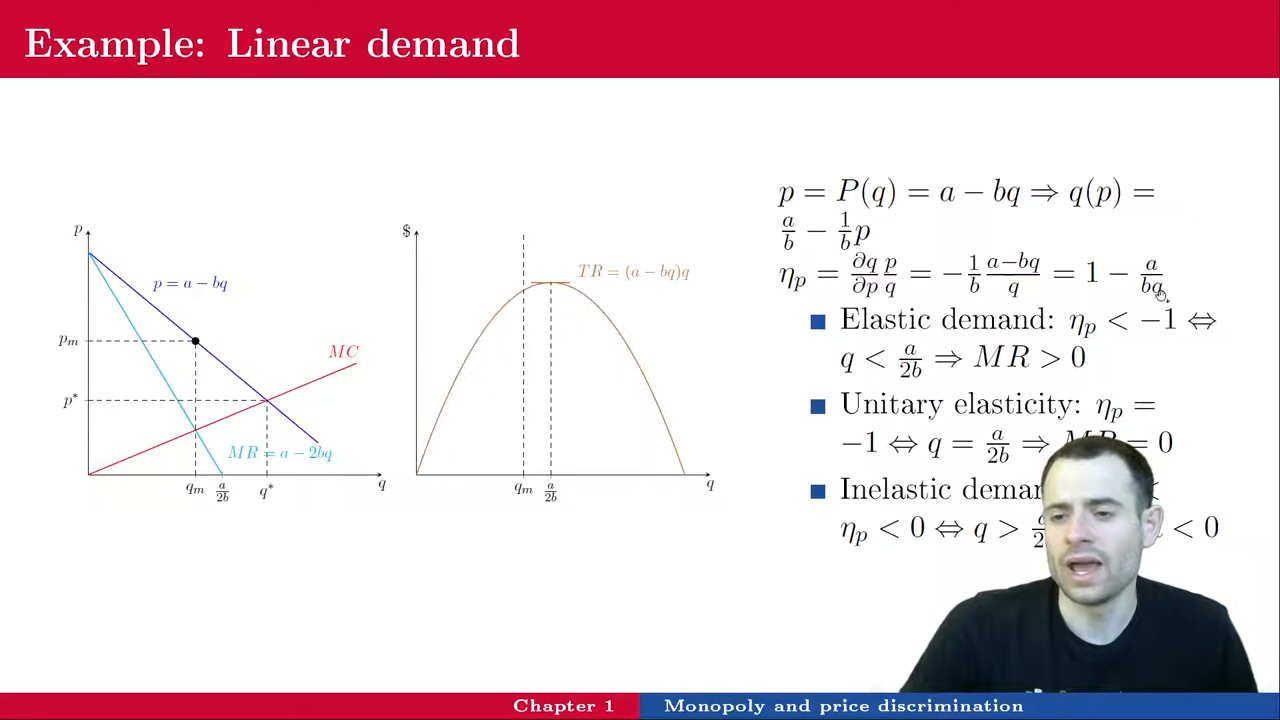 Example: Linear demand
p
p = a − bq
p_m
MC
p*
MR = a − 2bq
q_m a/2b q* q
$
TR = (a − bq)q
q_m a/2b q
p = P(q) = a − bq ⇒ q(p) =
a/b − 1/b p
η_p = ∂q/∂p p/q = −1/b (a−bq)/q = 1 − a/bq
Elastic demand: η_p < −1 ⇔
q < a/2b ⇒ MR > 0
Unitary elasticity: η_p =
−1 ⇔ q = a/2b ⇒ MR = 0
Inelastic
η_p < 0 ⇔ q > < 0
Chapter 1 Monopoly and price discrimination